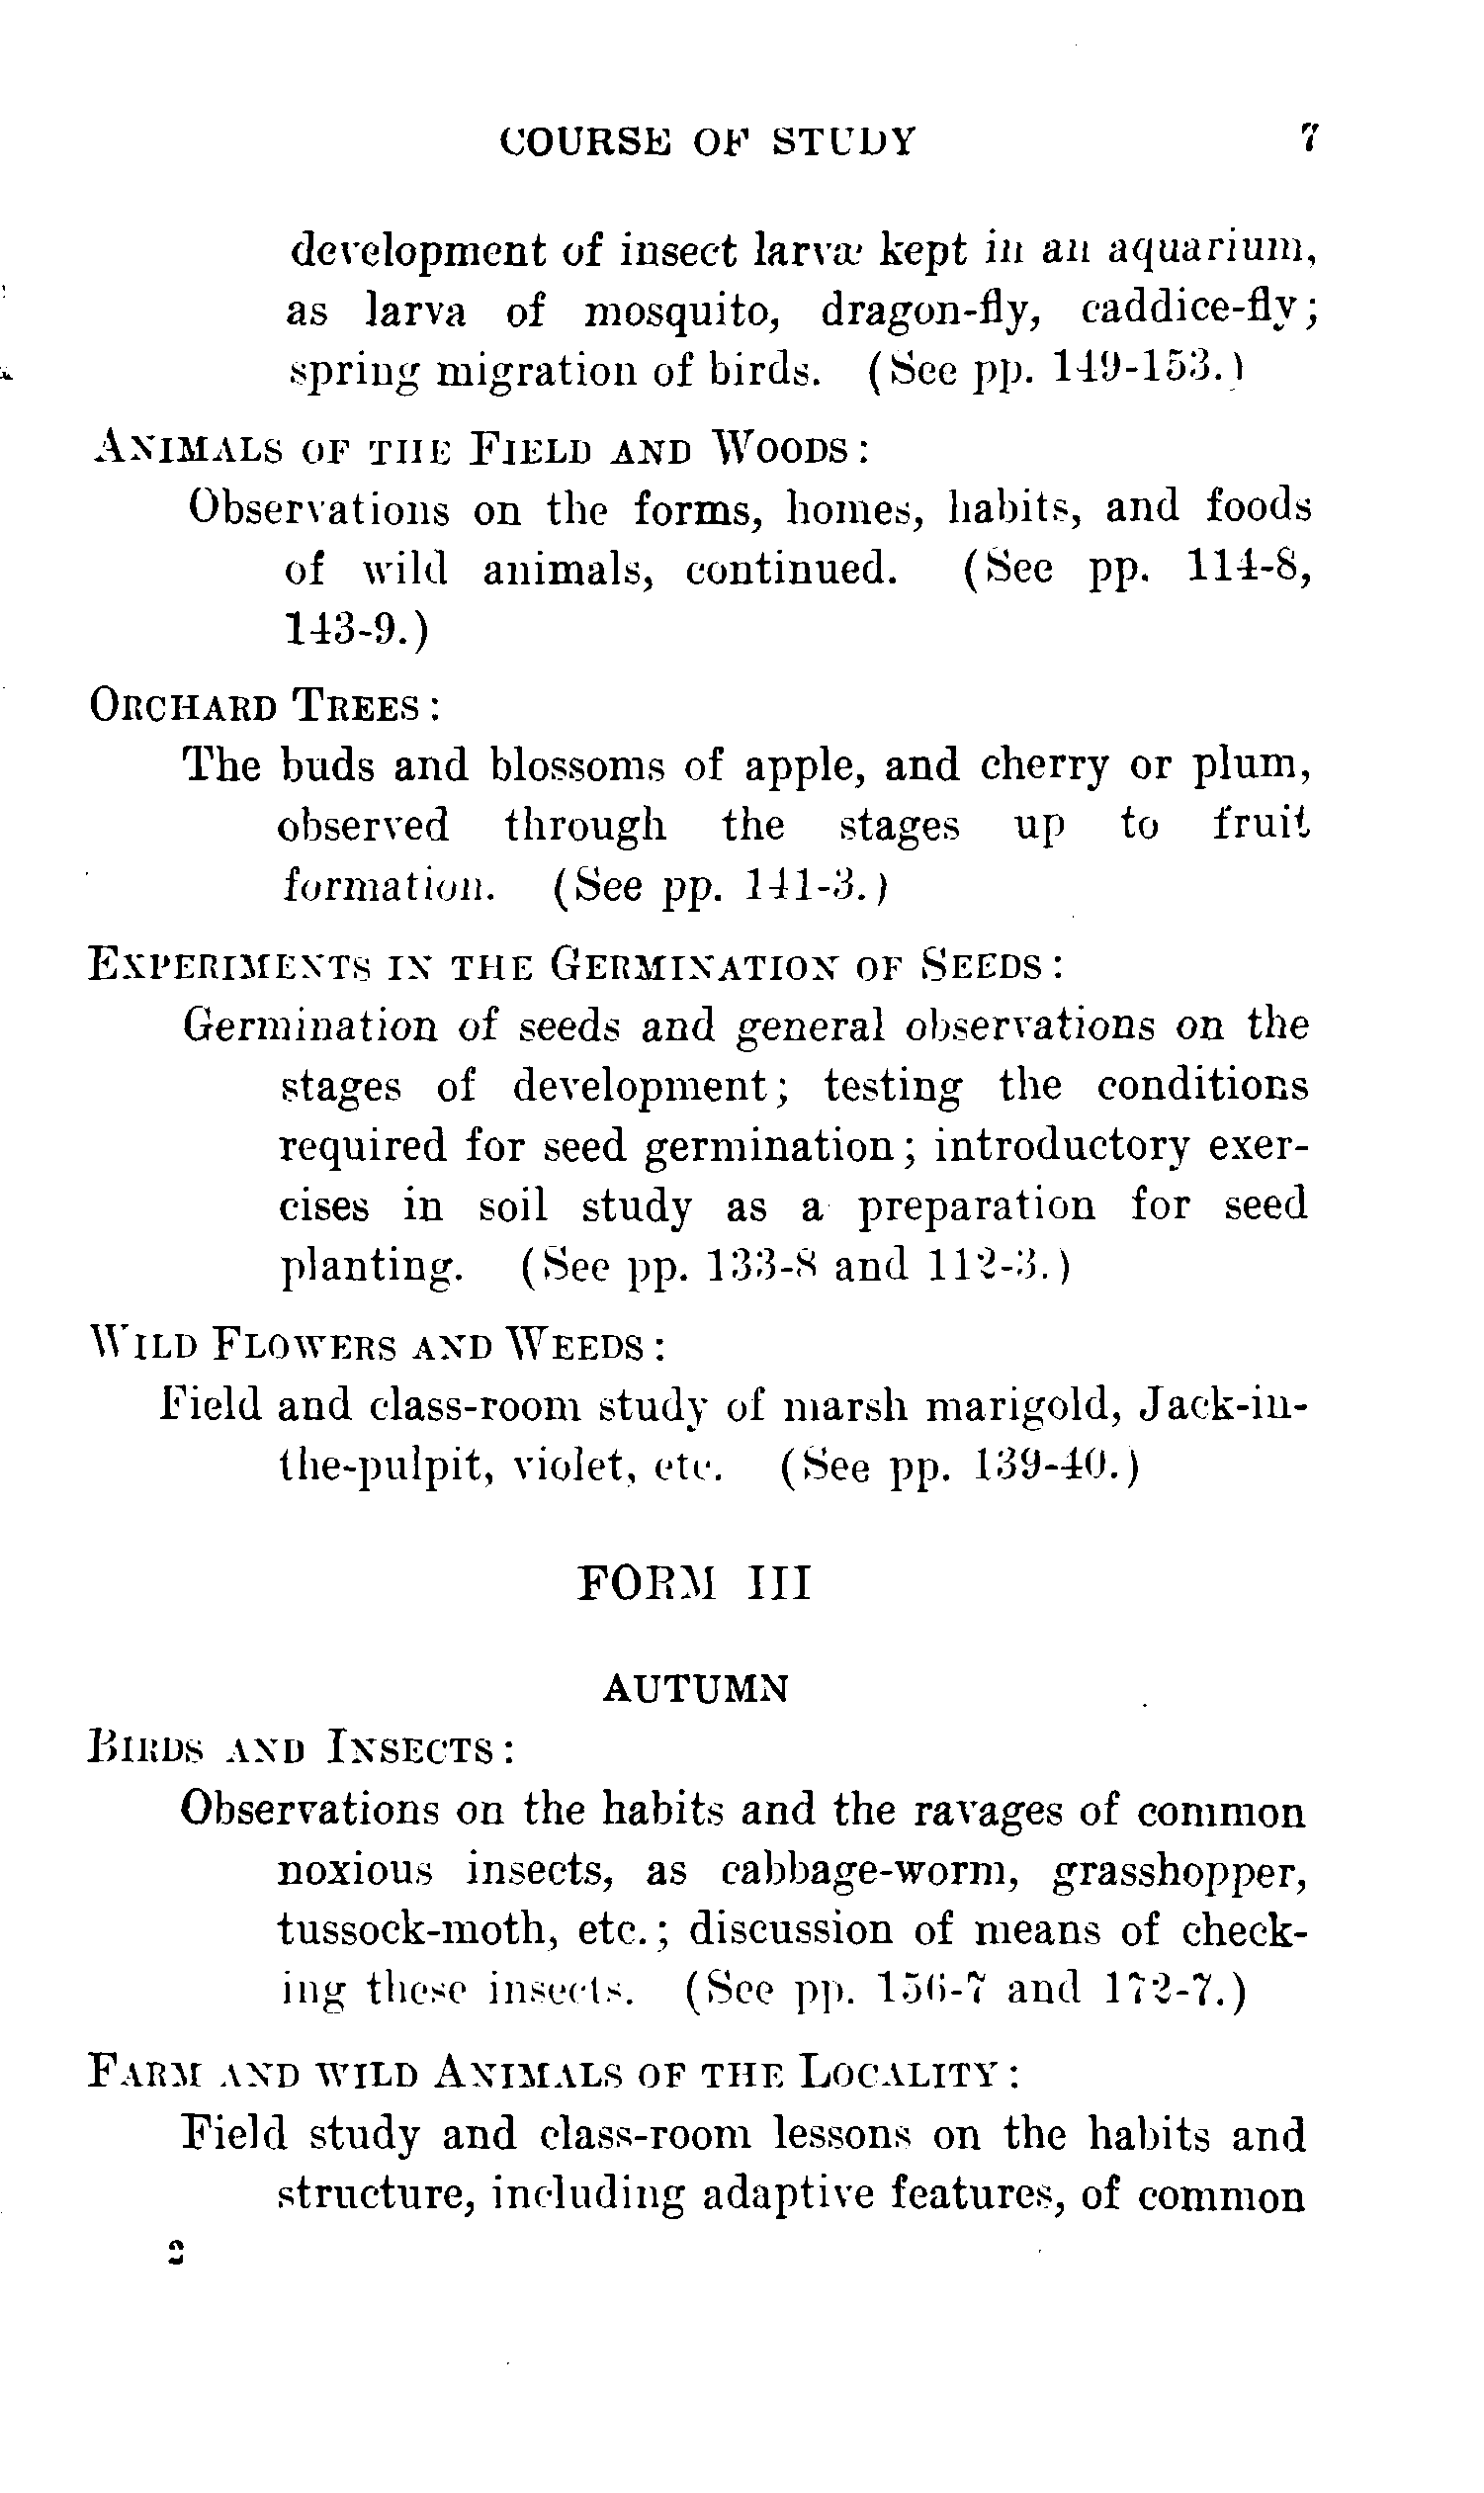 COURSE OF STUDY 7
development of insect larvæ kept in an aquarium,
as larva of mosquito, dragon-fly, caddice-fly;
spring migration of birds. (See pp. 149-153.)
ANIMALS OF THE FIELD AND WOODS:
Observations on the forms, homes, habits, and foods
of wild animals, continued. (See pp. 114-8,
143-9.)
ORCHARD TREES:
The buds and blossoms of apple, and cherry or plum,
observed through the stages up to fruit
formation. (See pp. 141-3.)
EXPERIMENTS IN THE GERMINATION OF SEEDS:
Germination of seeds and general observations on the
stages of development; testing the conditions
required for seed germination; introductory exer-
cises in soil study as a preparation for seed
planting. (See pp. 133-8 and 112-3.)
WILD FLOWERS AND WEEDS:
Field and class-room study of marsh marigold, Jack-in-
the-pulpit, violet, etc. (See pp. 139-40.)
FORM III
AUTUMN
BIRDS AND INSECTS:
Observations on the habits and the ravages of common
noxious insects, as cabbage-worm, grasshopper,
tussock-moth, etc.; discussion of means of check-
ing these insects. (See pp. 156-7 and 172-7.)
FARM AND WILD ANIMALS OF THE LOCALITY:
Field study and class-room lessons on the habits and
structure, including adaptive features, of common
2